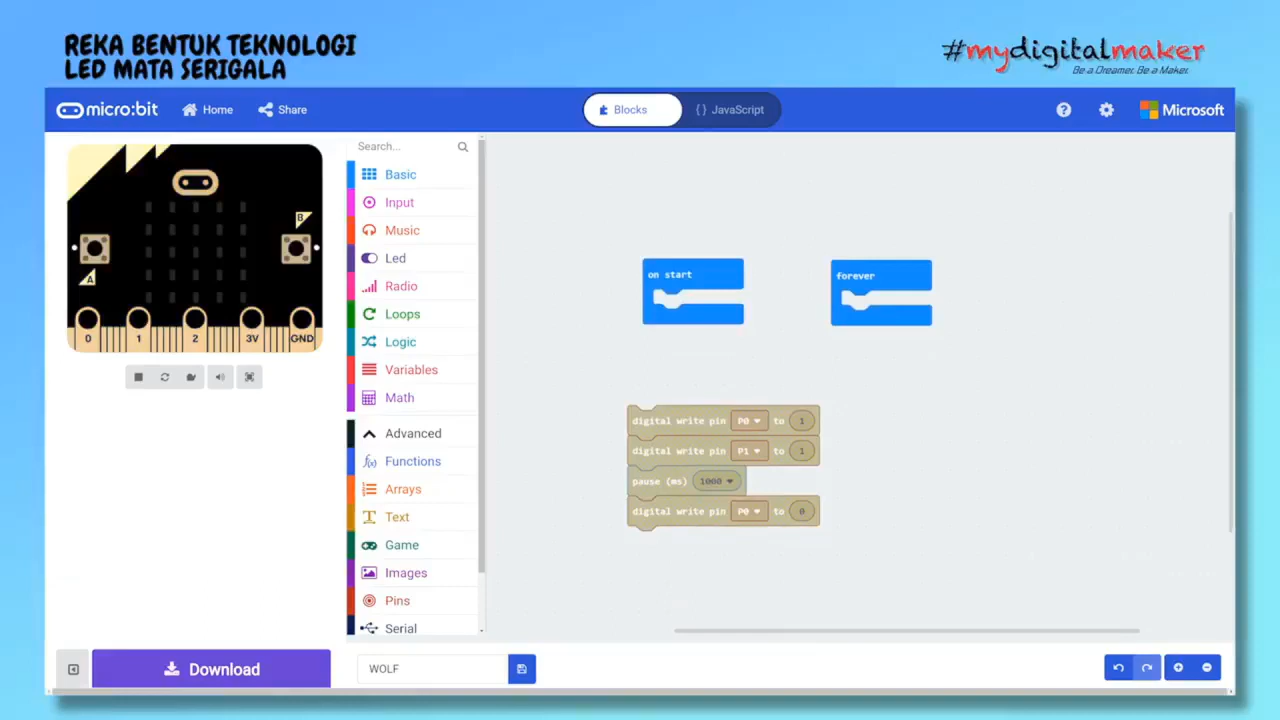 REKA BENTUK TEKNOLOGI
LED MATA SERIGALA
#mydigitalmaker
Be a Dreamer. Be a Maker.
micro:bit
Home
Share
Blocks
{ } JavaScript
?
Microsoft
B
A
0
1
2
3V
GND
Search...
Basic
Input
Music
Led
Radio
Loops
Logic
Variables
Math
Advanced
Functions
Arrays
Text
Game
Images
Pins
Serial
on start
forever
digital write pin P0 to 1
digital write pin P1 to 1
pause (ms) 1000
digital write pin P0 to 0
Download
WOLF